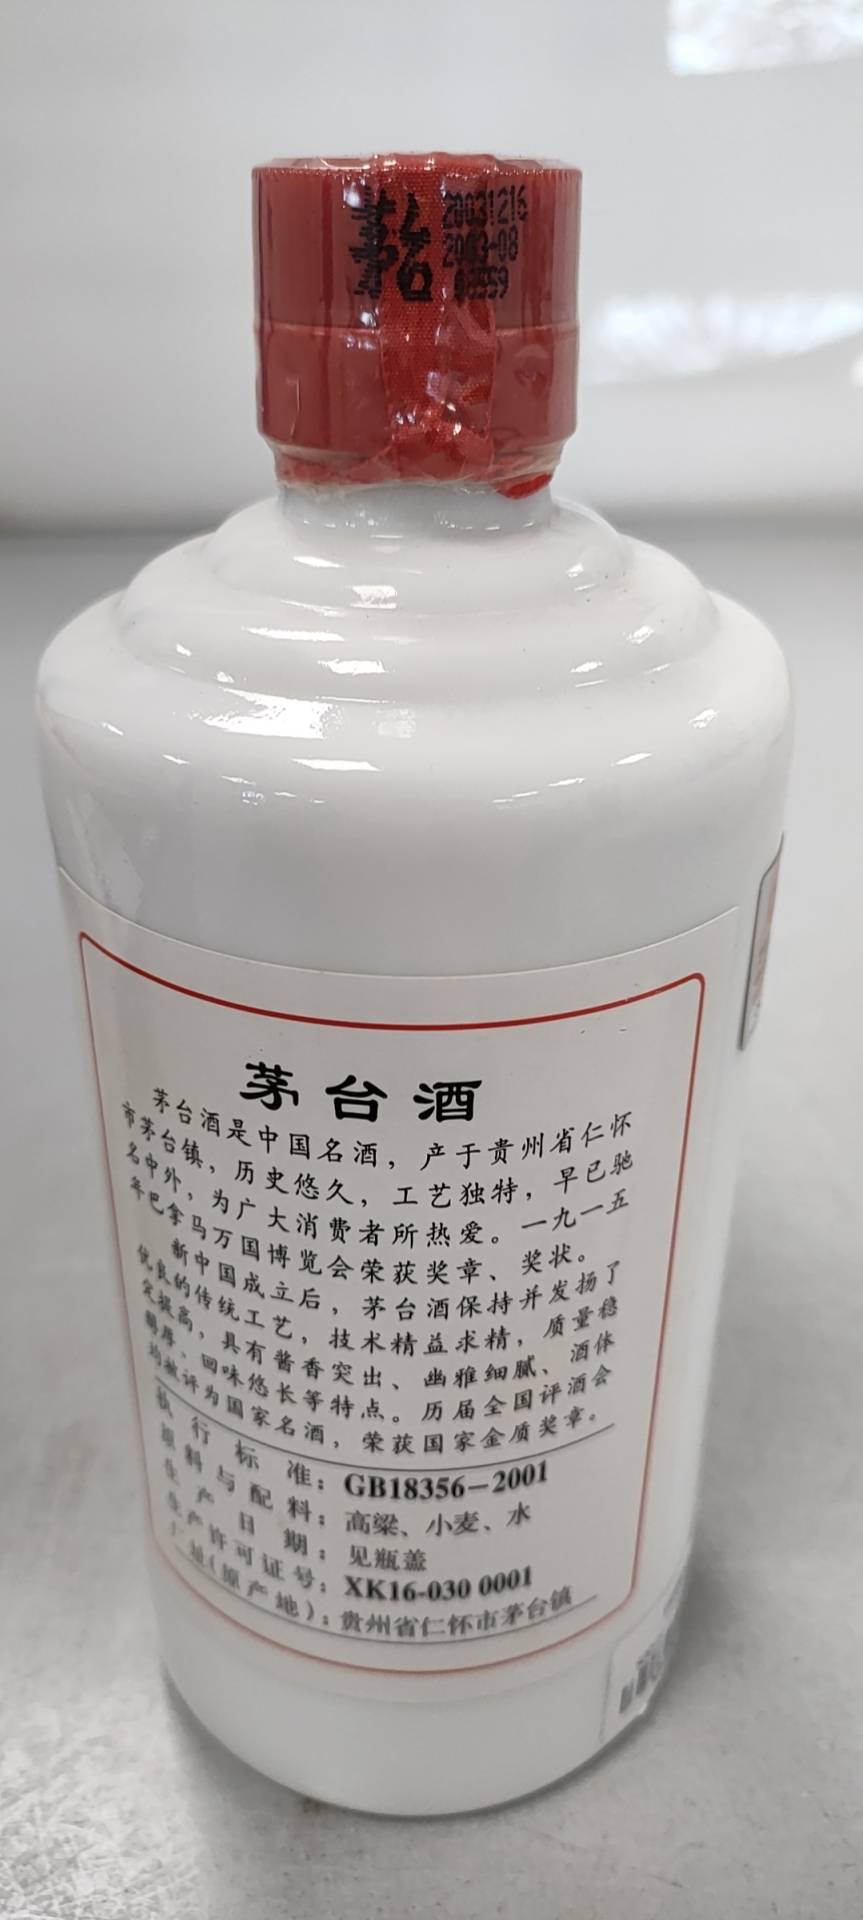 茅台
20031216
2003-08
茅台酒
茅台酒是中国名酒，产于贵州省仁怀
市茅台镇，历史悠久，工艺独特，早已驰
名中外，为广大消费者所热爱。一九一五
年巴拿马万国博览会荣获奖章、奖状。
新中国成立后，茅台酒保持并发扬了
优良的传统工艺，技术精益求精，质量稳
定提高，具有酱香突出、幽雅细腻、酒体
醇厚、回味悠长等特点。历届全国评酒会
均被评为国家名酒，荣获国家金质奖章。
执行标准：GB18356-2001
原料与配料：高粱、小麦、水
生产日期：见瓶盖
生产许可证号：XK16-030 0001
厂址(原产地)：贵州省仁怀市茅台镇